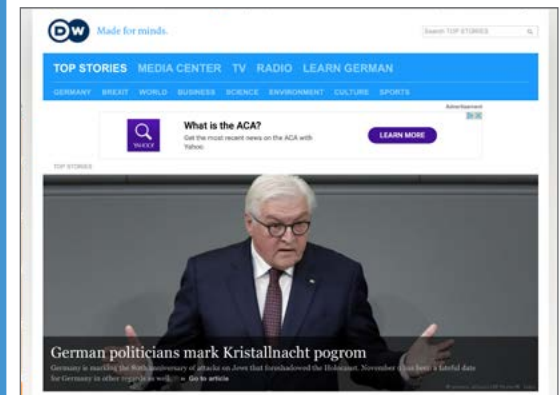 DW Made for minds.
Search TOP STORIES
TOP STORIES MEDIA CENTER TV RADIO LEARN GERMAN
GERMANY BREXIT WORLD BUSINESS SCIENCE ENVIRONMENT CULTURE SPORTS
Advertisement
YAHOO!
What is the ACA?
Get the most recent news on the ACA with
Yahoo.
LEARN MORE
TOP STORIES
German politicians mark Kristallnacht pogrom
Germany is marking the 80th anniversary of attacks on Jews that foreshadowed the Holocaust. November 9 has been a fateful date
for Germany in other regards as well. » Go to article